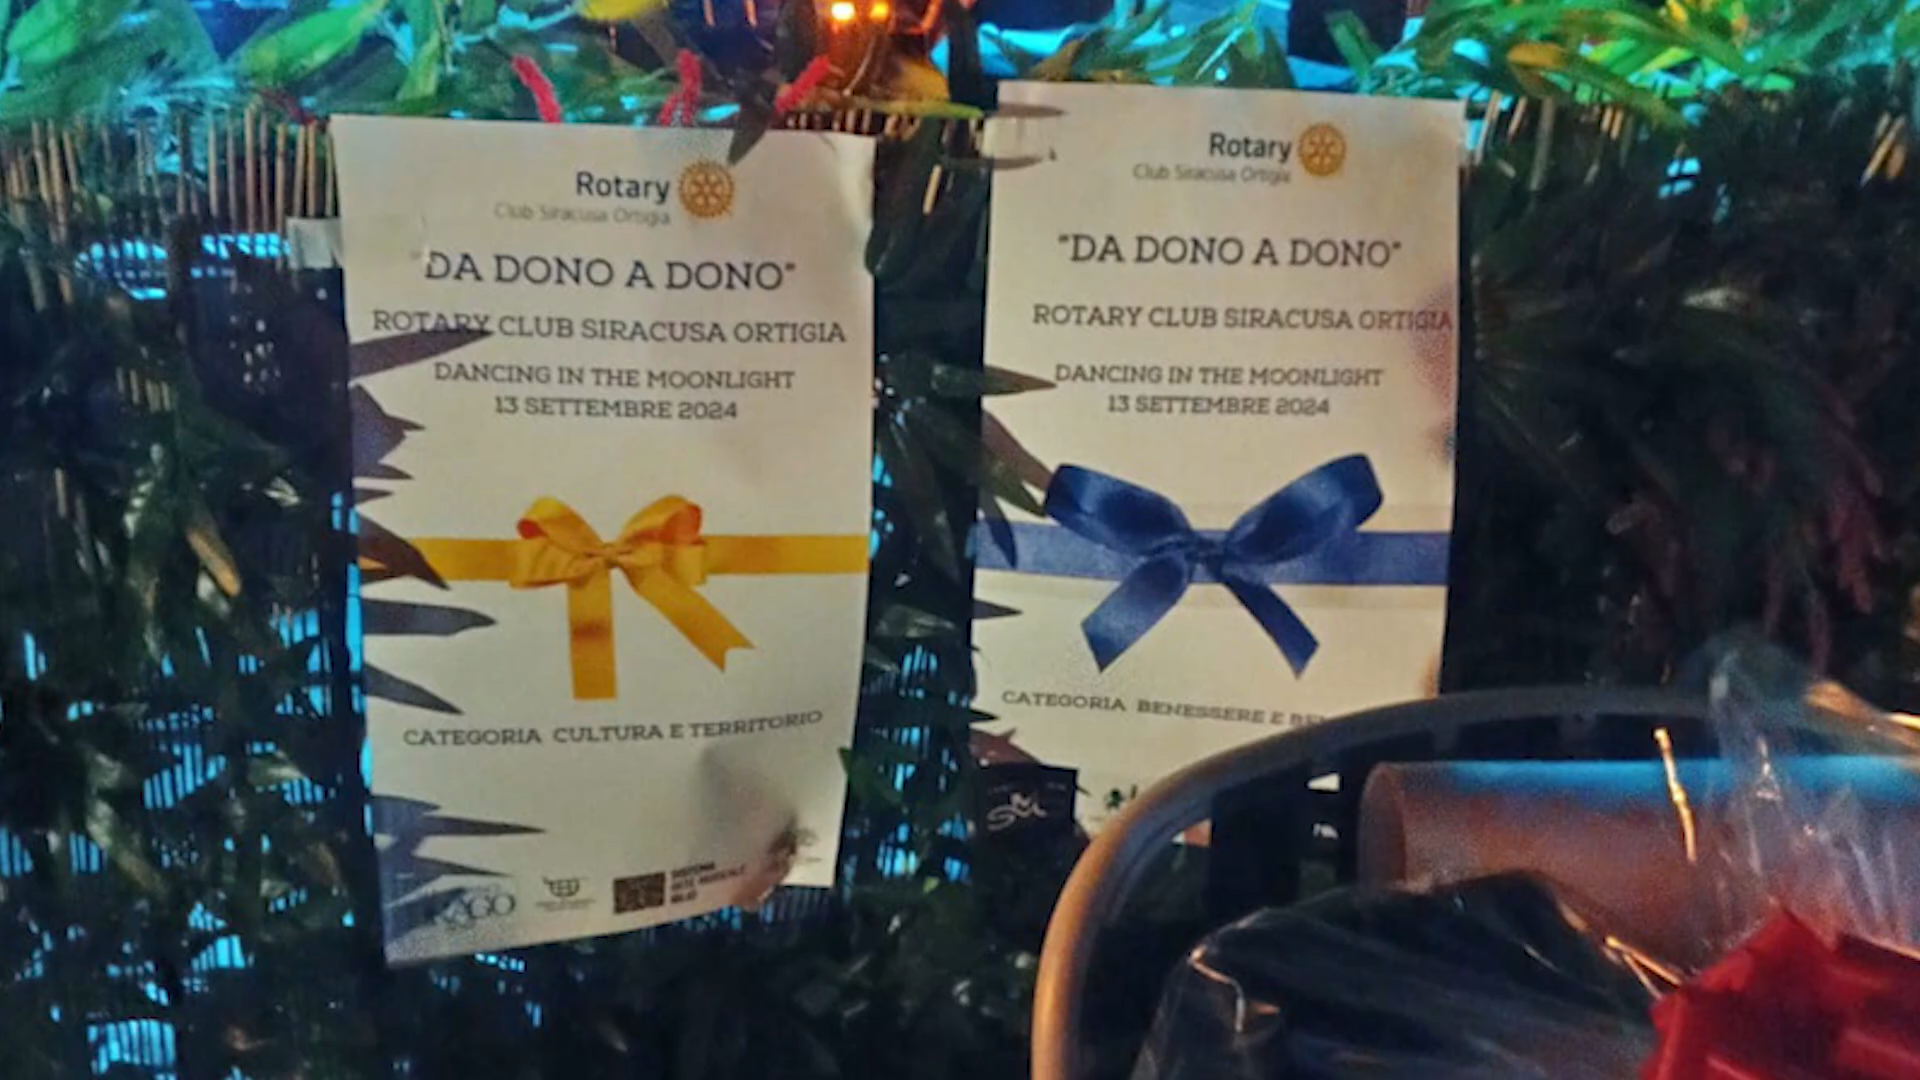 Rotary
Club Siracusa Ortigia
"DA DONO A DONO"
ROTARY CLUB SIRACUSA ORTIGIA
DANCING IN THE MOONLIGHT
13 SETTEMBRE 2024
CATEGORIA CULTURA E TERRITORIO
Rotary
Club Siracusa Ortigia
"DA DONO A DONO"
ROTARY CLUB SIRACUSA ORTIGIA
DANCING IN THE MOONLIGHT
13 SETTEMBRE 2024
CATEGORIA BENESSERE E